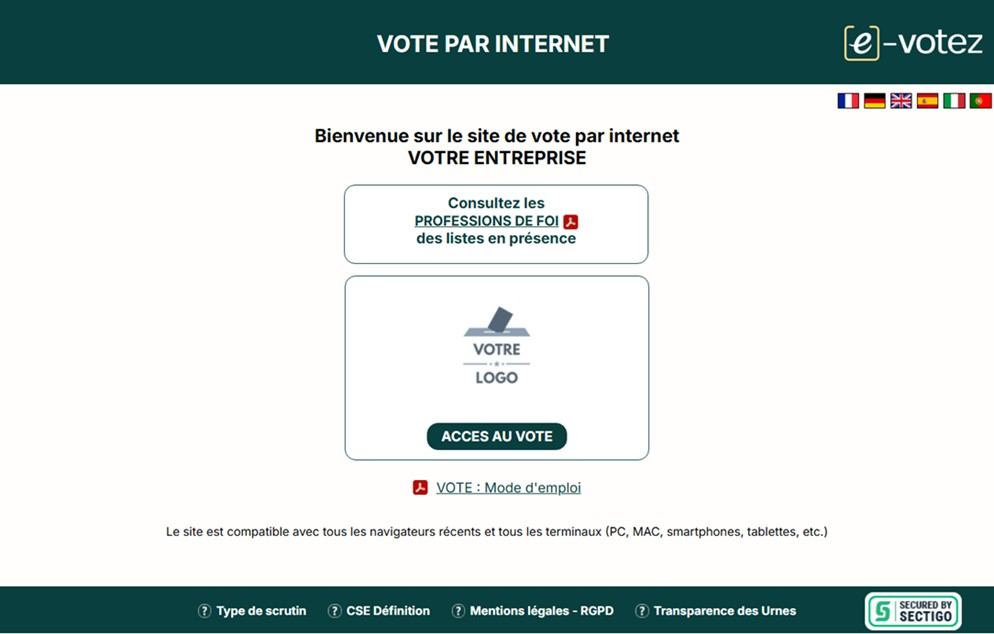 VOTE PAR INTERNET
[e]-votez
Bienvenue sur le site de vote par internet
VOTRE ENTREPRISE
Consultez les
PROFESSIONS DE FOI
des listes en présence
VOTRE
LOGO
ACCES AU VOTE
VOTE : Mode d'emploi
Le site est compatible avec tous les navigateurs récents et tous les terminaux (PC, MAC, smartphones, tablettes, etc.)
? Type de scrutin ? CSE Définition ? Mentions légales - RGPD ? Transparence des Urnes
S SECURED BY
SECTIGO